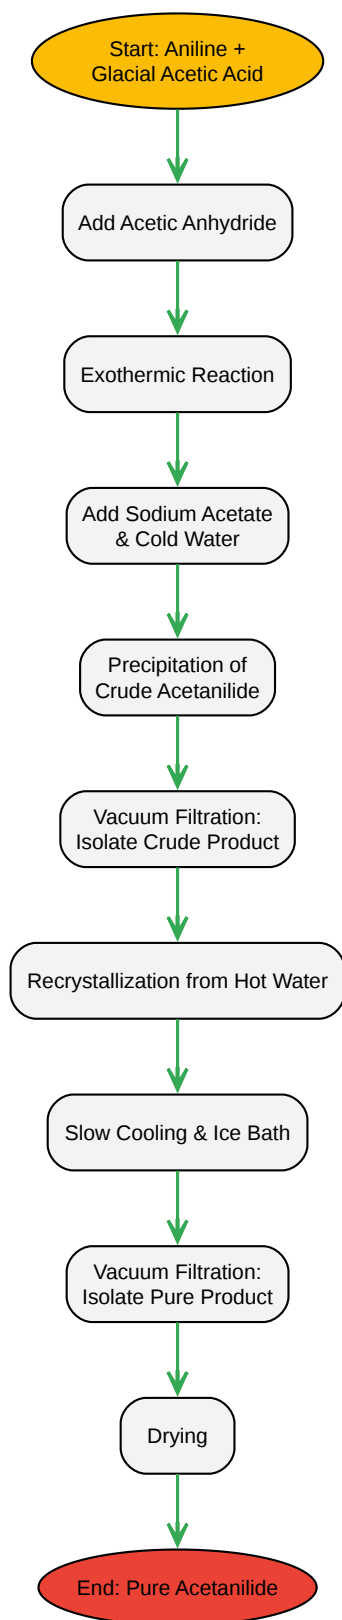 Start: Aniline +
Glacial Acetic Acid
Add Acetic Anhydride
Exothermic Reaction
Add Sodium Acetate
& Cold Water
Precipitation of
Crude Acetanilide
Vacuum Filtration:
Isolate Crude Product
Recrystallization from Hot Water
Slow Cooling & Ice Bath
Vacuum Filtration:
Isolate Pure Product
Drying
End: Pure Acetanilide